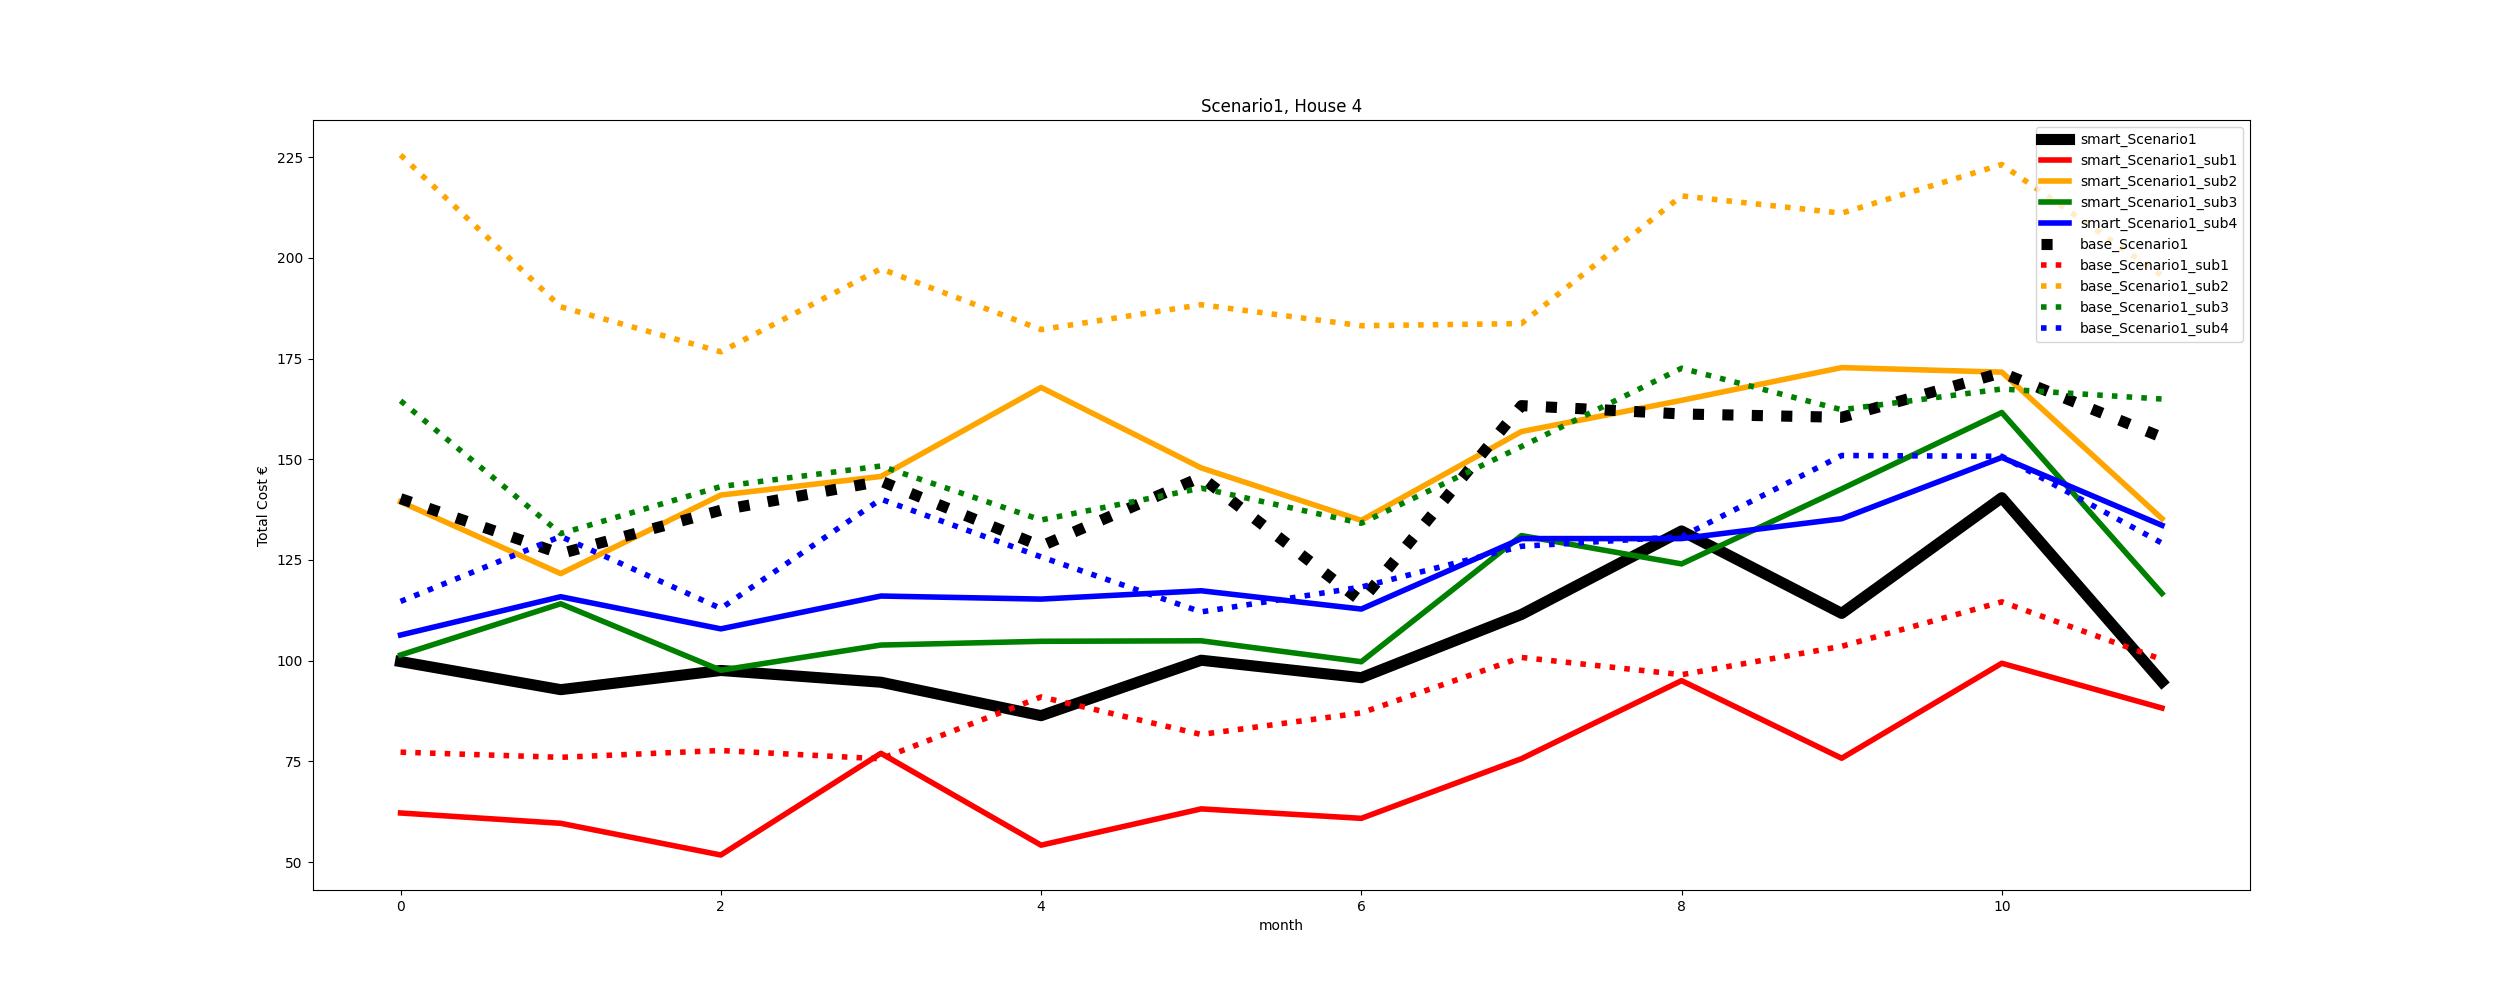 Scenario1, House 4
225
200
175
150
125
100
75
50
Total Cost €
0 2 4 6 8 10
month
smart_Scenario1
smart_Scenario1_sub1
smart_Scenario1_sub2
smart_Scenario1_sub3
smart_Scenario1_sub4
base_Scenario1
base_Scenario1_sub1
base_Scenario1_sub2
base_Scenario1_sub3
base_Scenario1_sub4